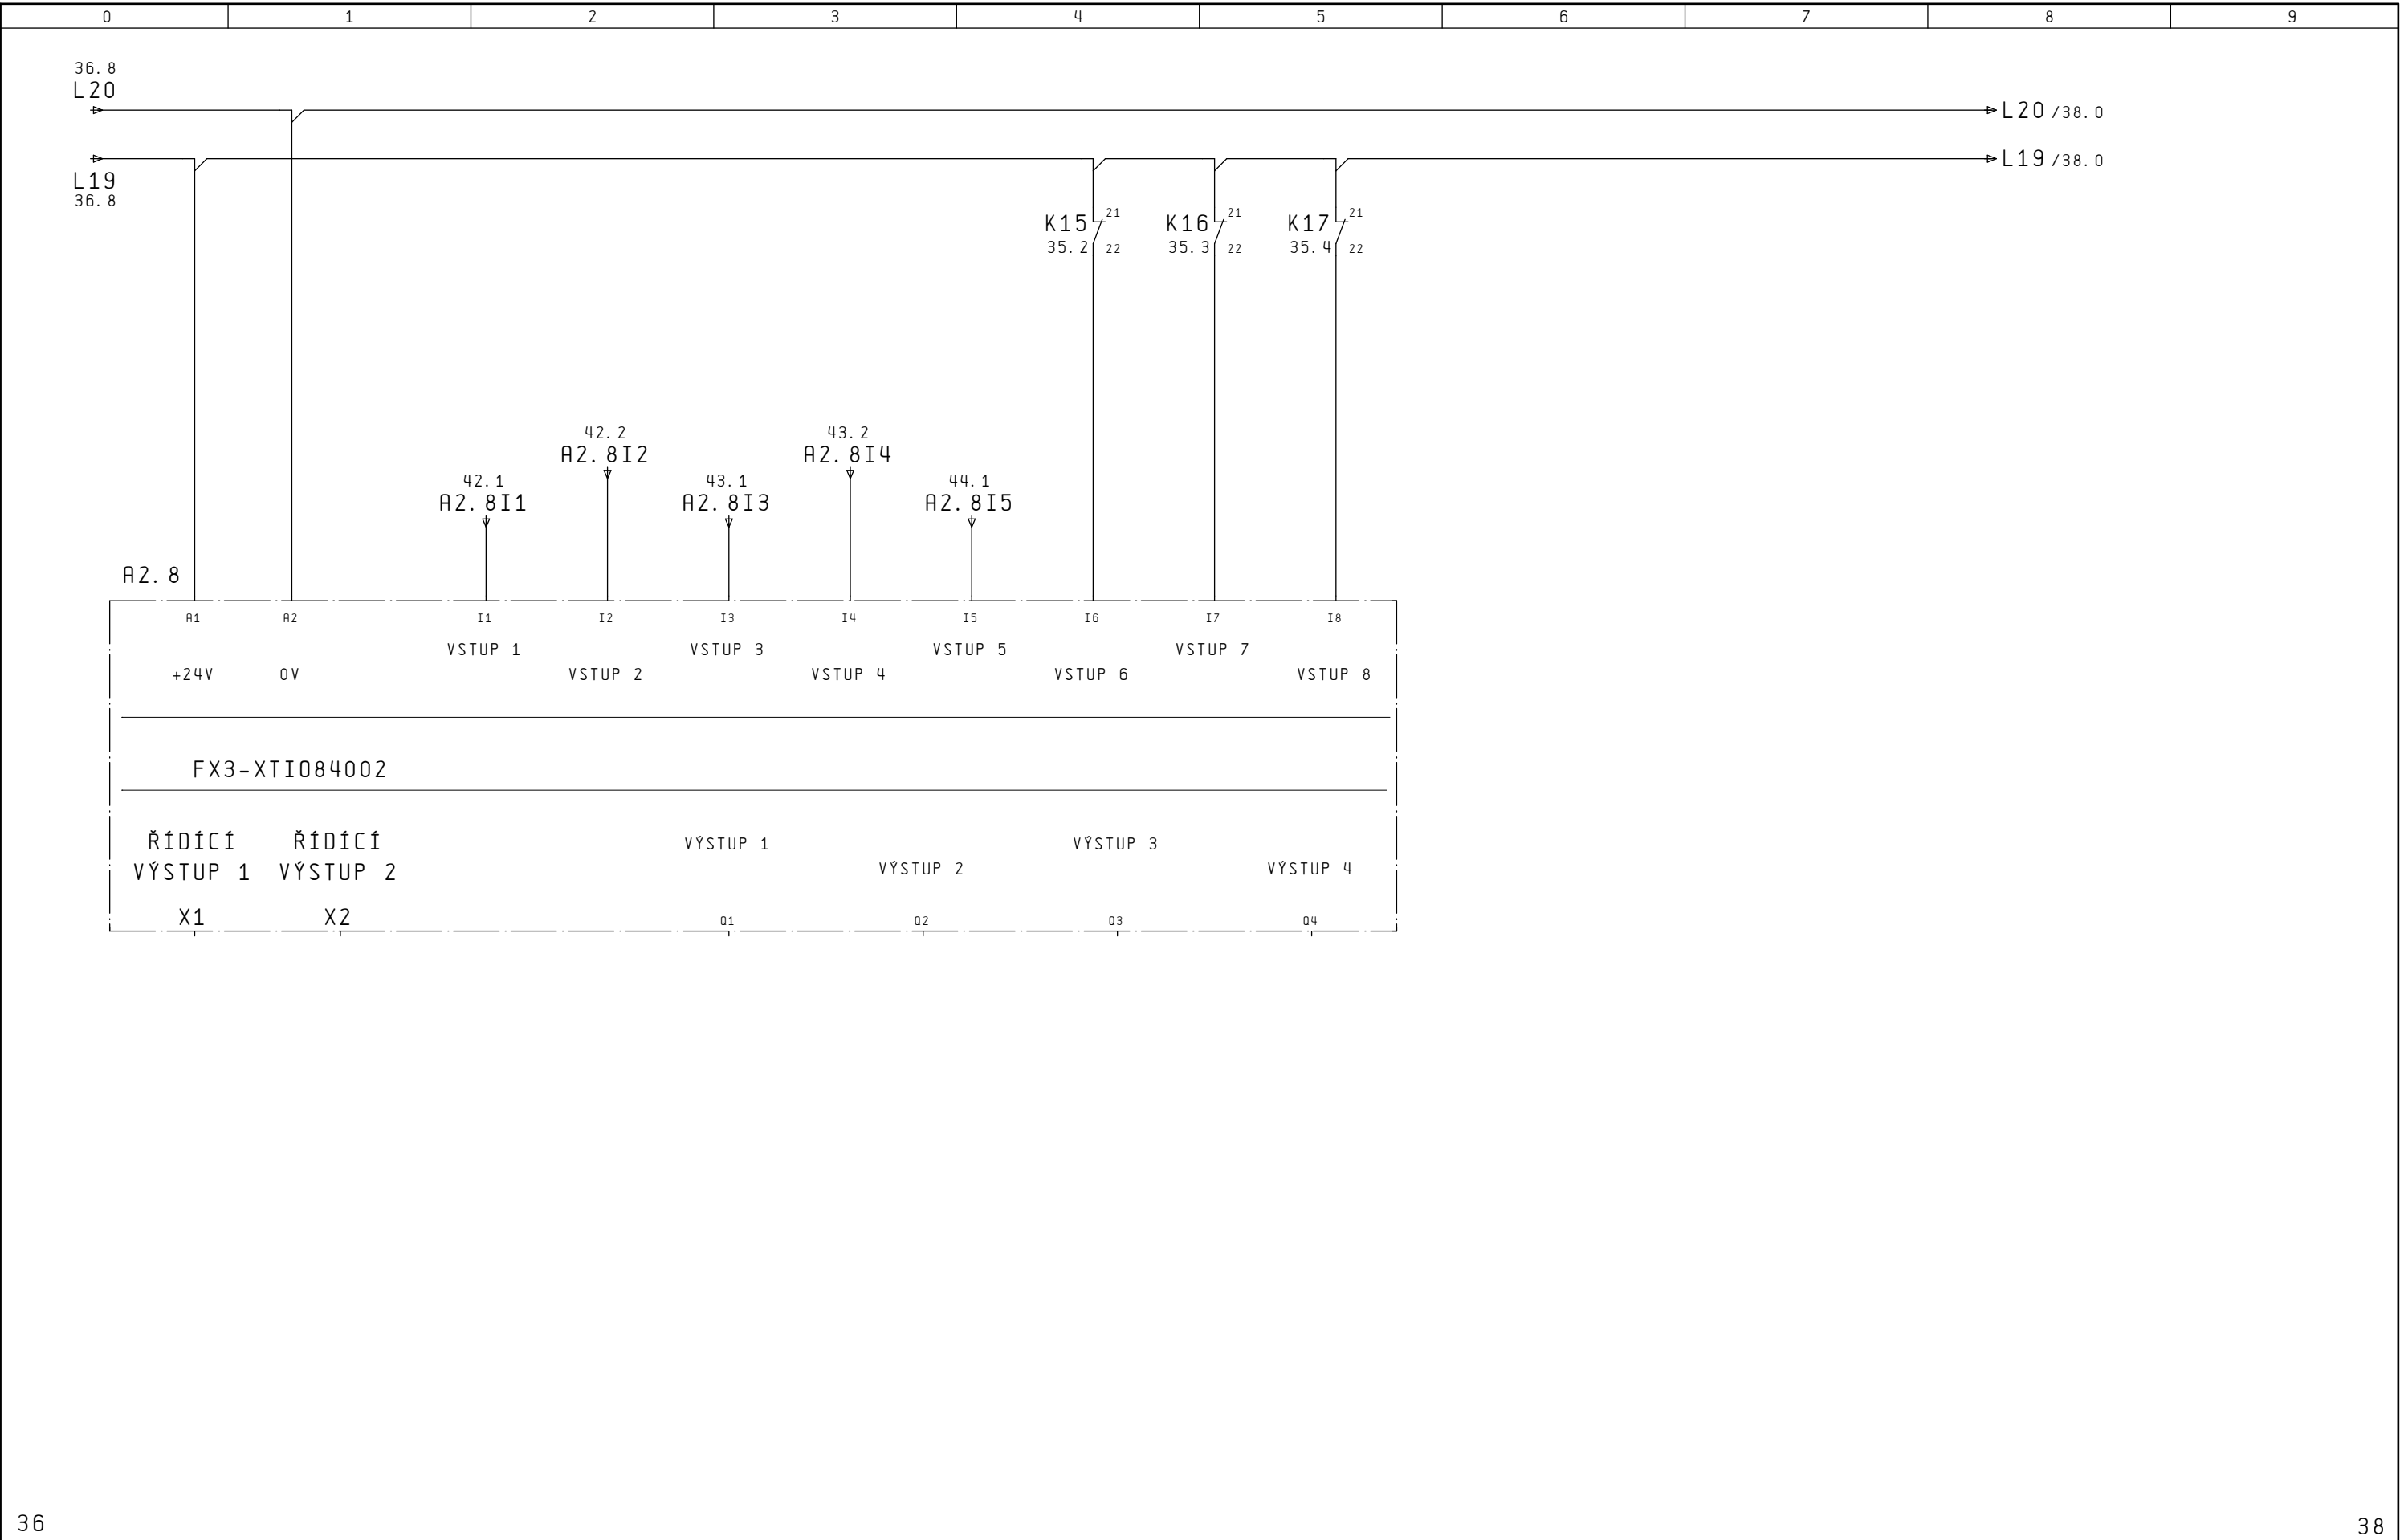 0 1 2 3 4 5 6 7 8 9
36.8
L20
L20 /38.0
L19 /38.0
L19
36.8
K15 21
35.2 22
K16 21
35.3 22
K17 21
35.4 22
42.2
A2.8I2
43.2
A2.8I4
42.1
A2.8I1
43.1
A2.8I3
44.1
A2.8I5
A2.8
A1 A2 I1 I2 I3 I4 I5 I6 I7 I8
VSTUP 1 VSTUP 3 VSTUP 5 VSTUP 7
+24V 0V VSTUP 2 VSTUP 4 VSTUP 6 VSTUP 8
FX3-XTIO84002
ŘÍDÍCÍ ŘÍDÍCÍ VÝSTUP 1 VÝSTUP 3
VÝSTUP 1 VÝSTUP 2 VÝSTUP 2 VÝSTUP 4
X1 X2 Q1 Q2 Q3 Q4
36 38